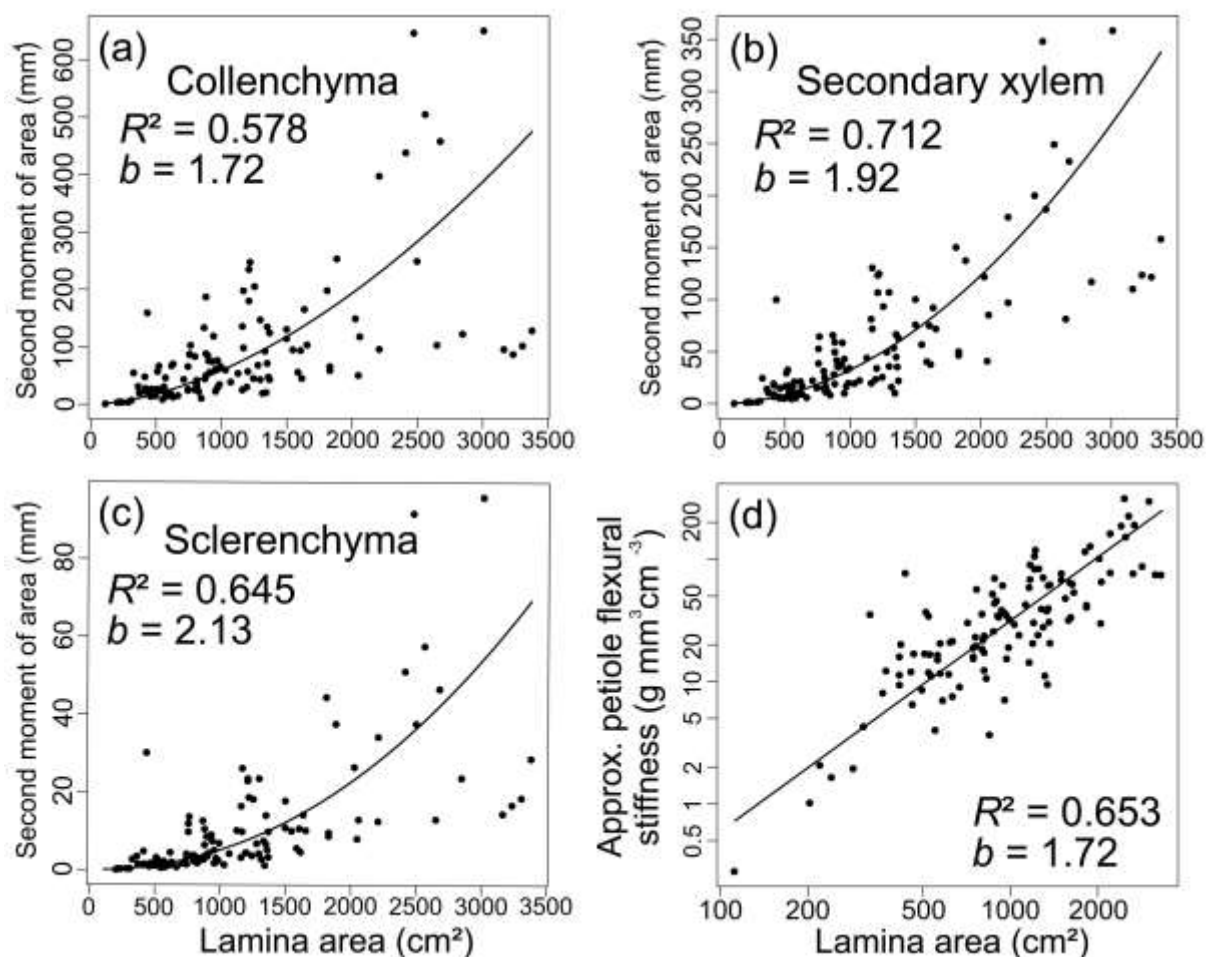 (a)
Collenchyma
R² = 0.578
b = 1.72
Second moment of area (mm⁴)
0 100 200 300 400 500 600
0 500 1000 1500 2000 2500 3000 3500
(b)
Secondary xylem
R² = 0.712
b = 1.92
Second moment of area (mm⁴)
0 50 100 150 200 250 300 350
0 500 1000 1500 2000 2500 3000 3500
(c)
Sclerenchyma
R² = 0.645
b = 2.13
Second moment of area (mm⁴)
0 20 40 60 80
0 500 1000 1500 2000 2500 3000 3500
Lamina area (cm²)
(d)
R² = 0.653
b = 1.72
Approx. petiole flexural
stiffness (g mm³ cm⁻³)
0.5 1 2 5 10 20 50 200
100 200 500 1000 2000
Lamina area (cm²)